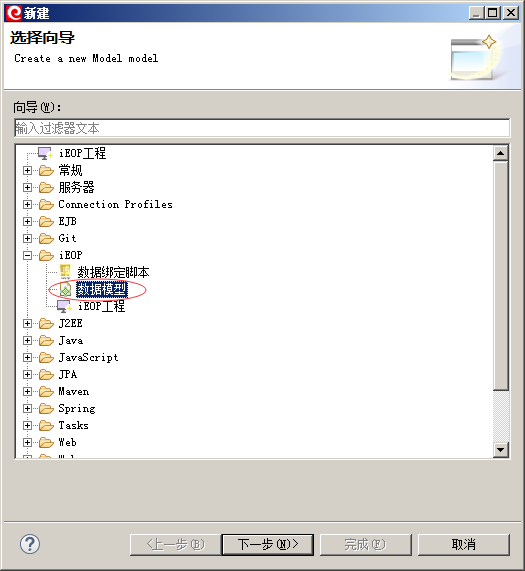 新建
选择向导
Create a new Model model
向导(W):
输入过滤器文本
iEOP工程
常规
服务器
Connection Profiles
EJB
Git
iEOP
数据绑定脚本
数据模型
iEOP工程
J2EE
Java
JavaScript
JPA
Maven
Spring
Tasks
Web
<上一步(B)
下一步(N)>
完成(F)
取消